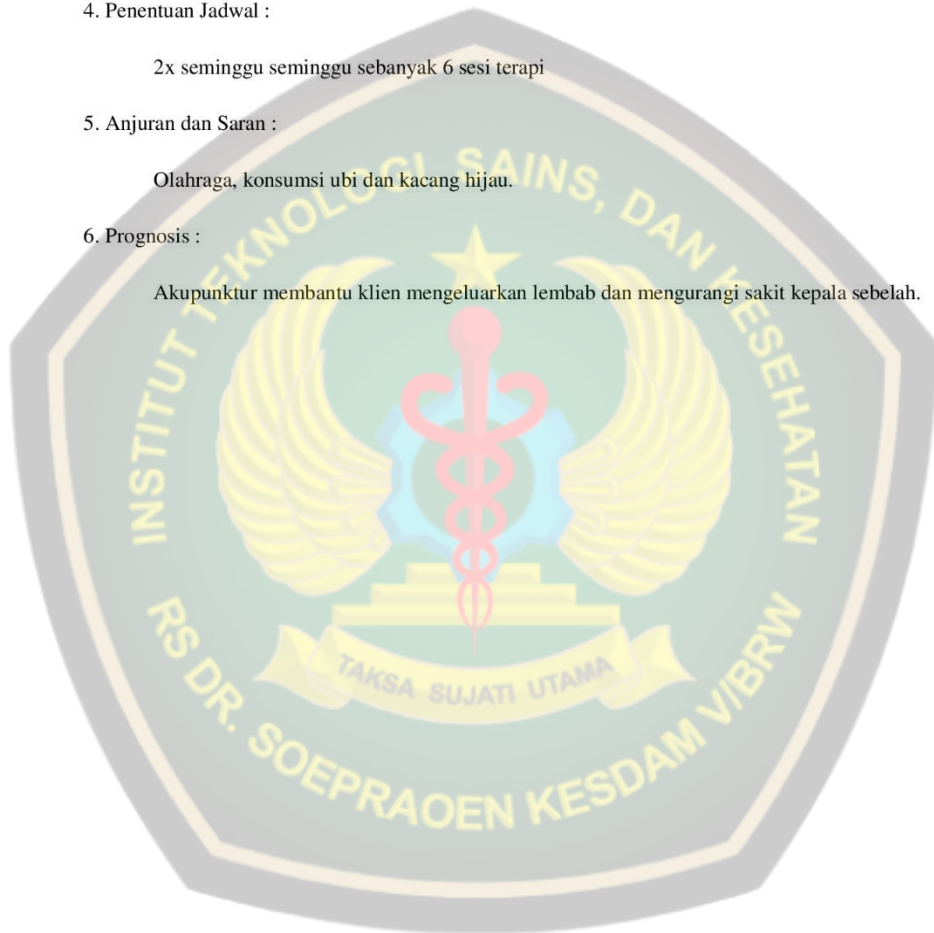 4. Penentuan Jadwal :
2x seminggu seminggu sebanyak 6 sesi terapi
5. Anjuran dan Saran :
Olahraga, konsumsi ubi dan kacang hijau.
6. Prognosis :
Akupunktur membantu klien mengeluarkan lembab dan mengurangi sakit kepala sebelah.
INSTITUT TEKNOLOGI, SAINS, DAN KESEHATAN
TAKSA SUJATI UTAMA
RS DR. SOEPRAOEN KESDAM V/BRW